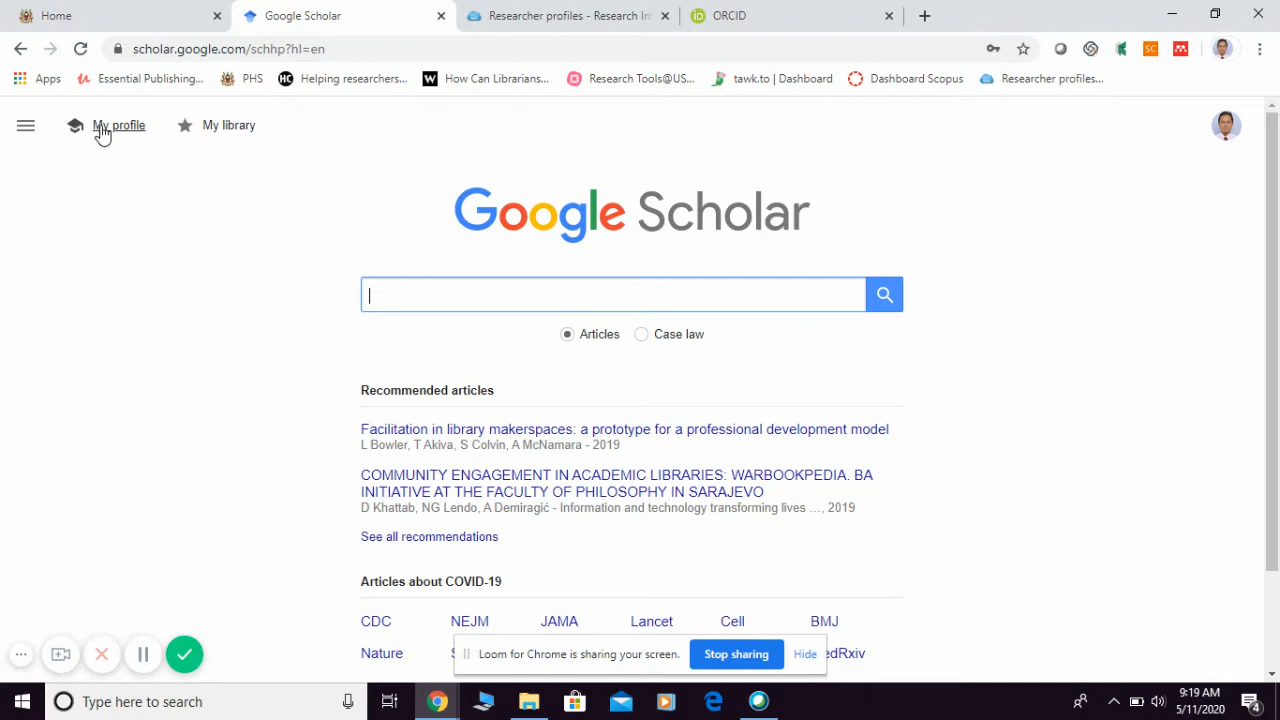 Home
Google Scholar
Researcher profiles - Research Im
ORCID
scholar.google.com/schhp?hl=en
Apps
Essential Publishing...
PHS
Helping researchers...
How Can Librarians...
Research Tools@US...
tawk.to | Dashboard
Dashboard Scopus
Researcher profiles...
My profile
My library
Google Scholar
Articles
Case law
Recommended articles
Facilitation in library makerspaces: a prototype for a professional development model
L Bowler, T Akiva, S Colvin, A McNamara - 2019
COMMUNITY ENGAGEMENT IN ACADEMIC LIBRARIES: WARBOOKPEDIA. BA
INITIATIVE AT THE FACULTY OF PHILOSOPHY IN SARAJEVO
D Khattab, NG Lendo, A Demiragić - Information and technology transforming lives ..., 2019
See all recommendations
Articles about COVID-19
CDC NEJM JAMA Lancet Cell BMJ
Nature edRxiv
Loom for Chrome is sharing your screen.
Stop sharing
Hide
Type here to search
9:19 AM
5/11/2020
4